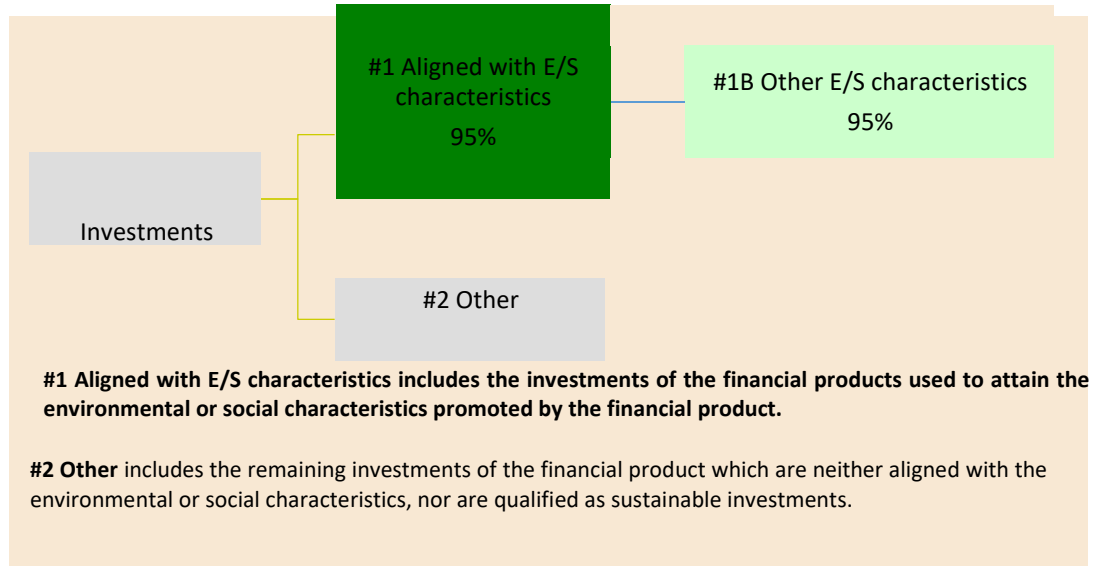 #1 Aligned with E/S
characteristics
95%
#1B Other E/S characteristics
95%
Investments
#2 Other
#1 Aligned with E/S characteristics includes the investments of the financial products used to attain the
environmental or social characteristics promoted by the financial product.
#2 Other includes the remaining investments of the financial product which are neither aligned with the
environmental or social characteristics, nor are qualified as sustainable investments.